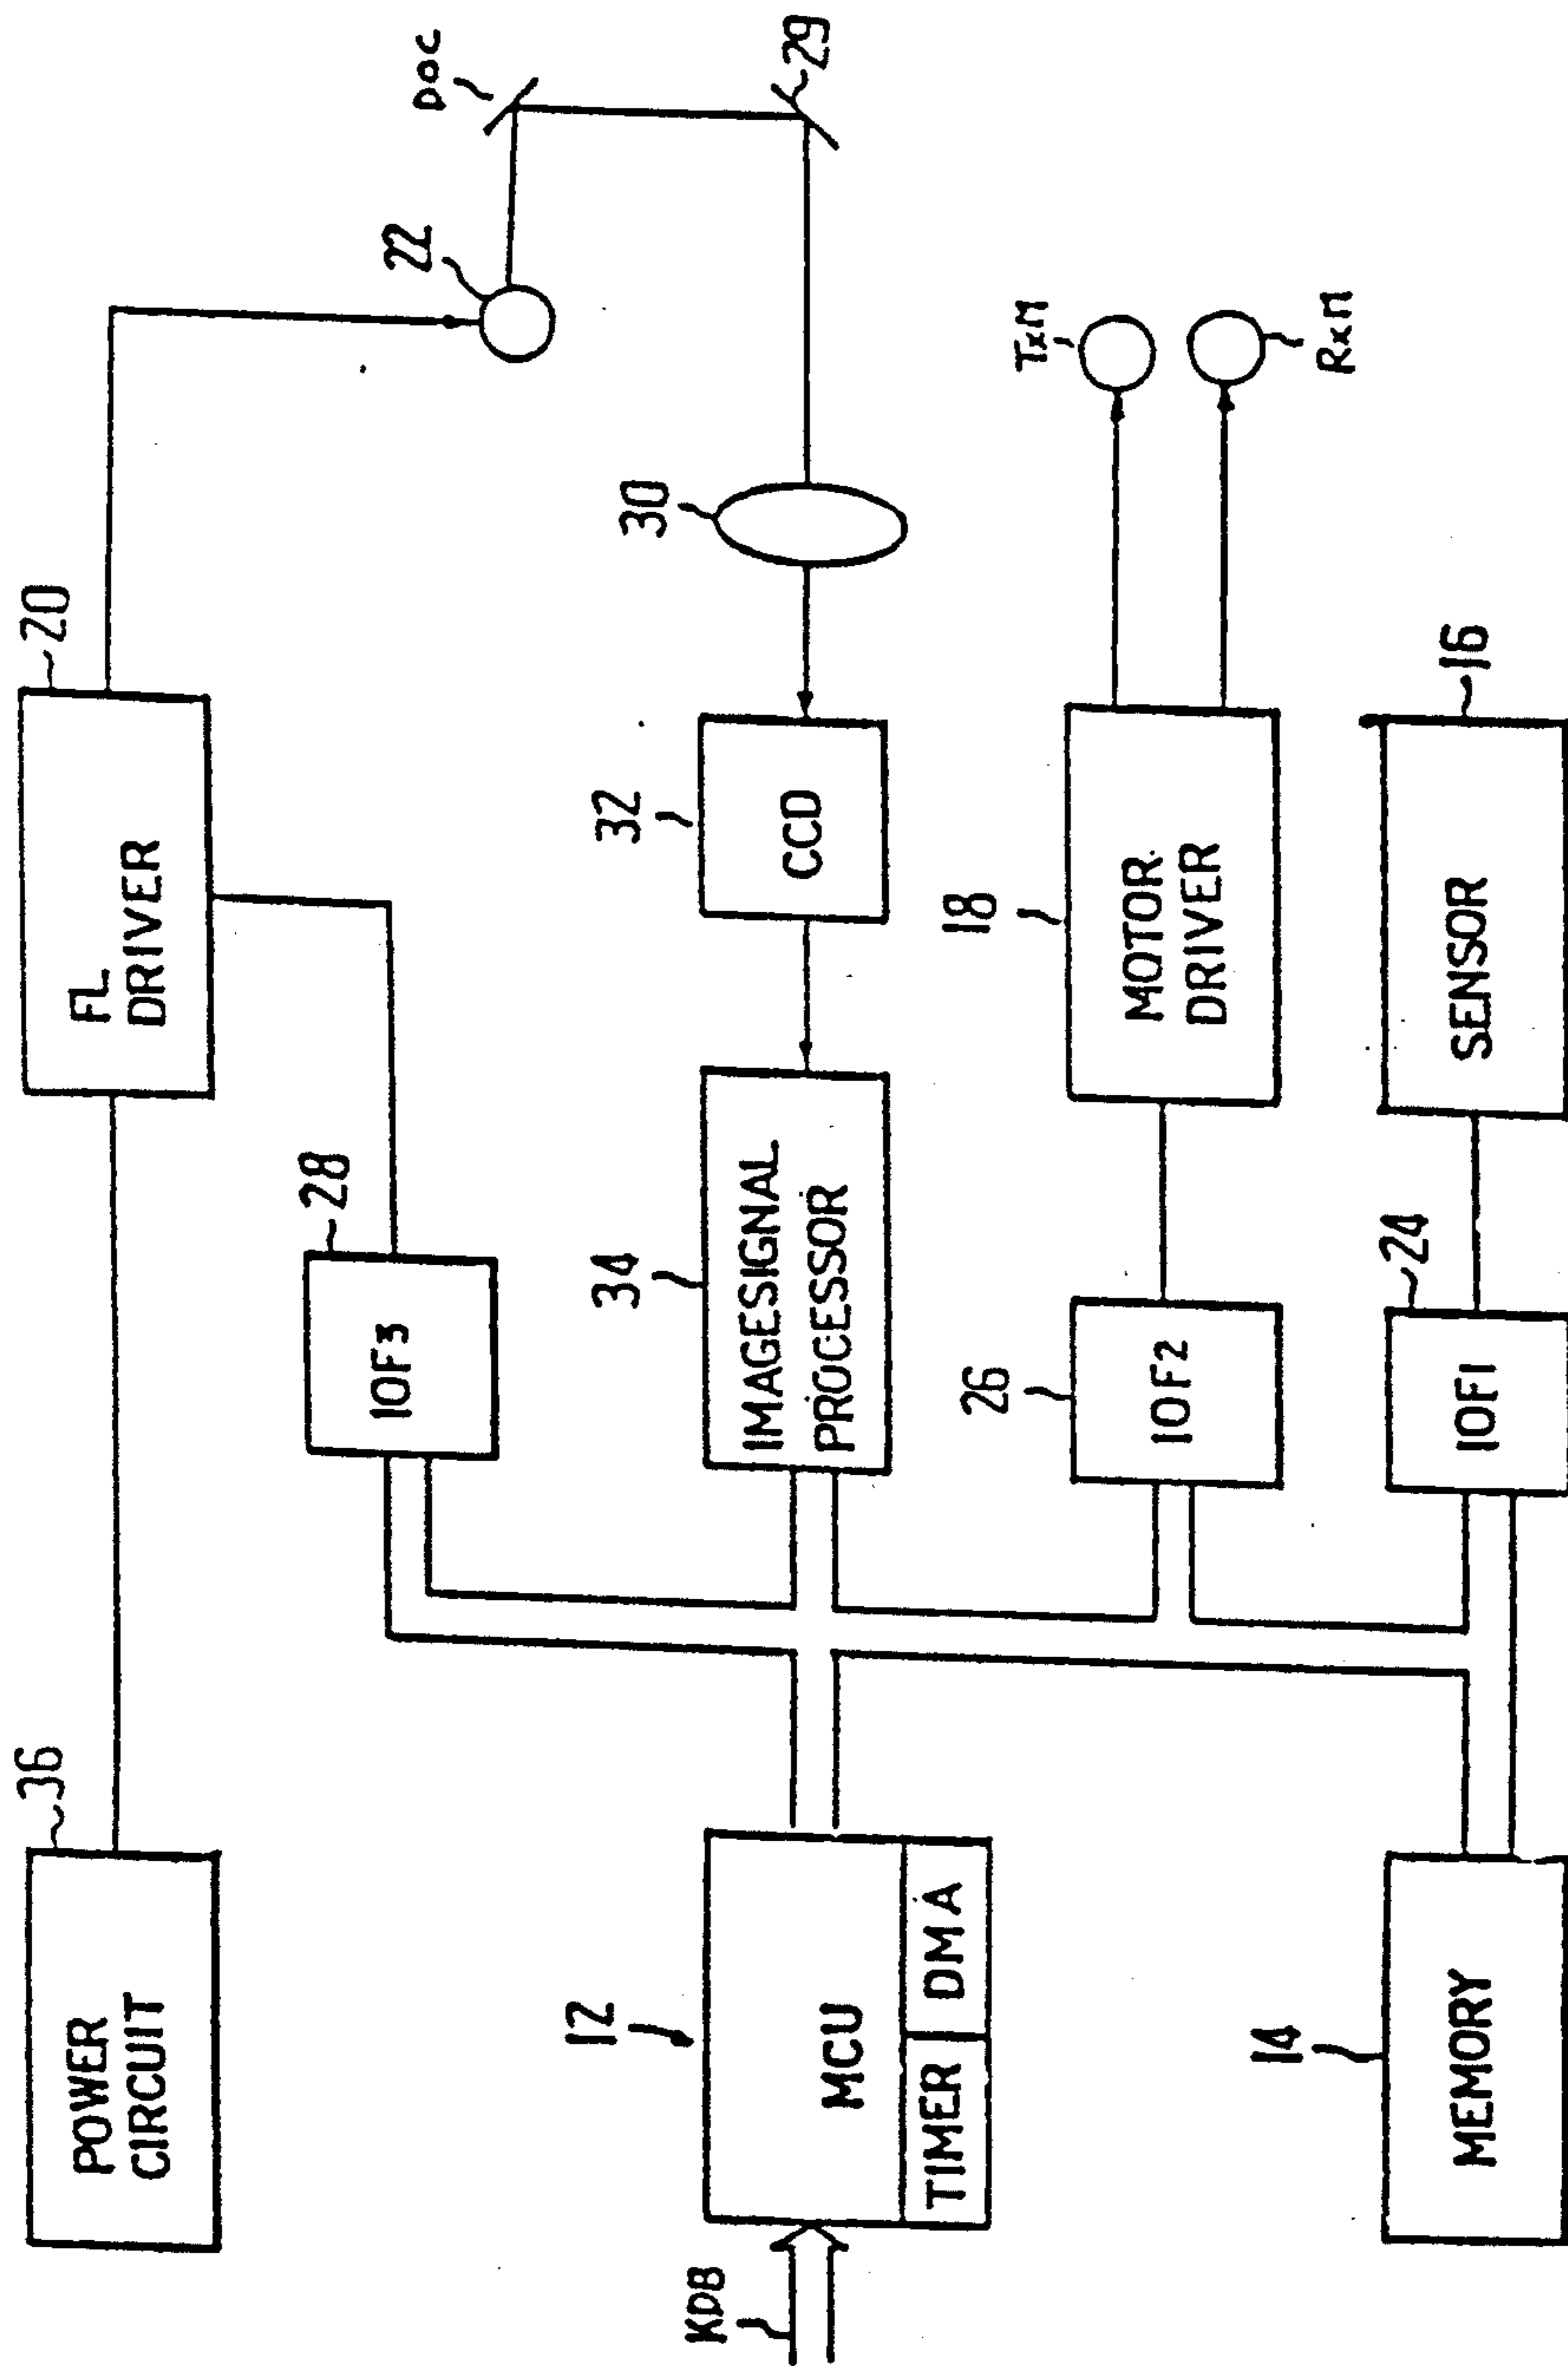 36
POWER
CIRCUIT
20
FL
DRIVER
28
IOF3
22
DOC
29
30
32
CCD
34
IMAGESIGNAL
PROCESSOR
12
KDB
MCU
TIMER
DMA
18
MOTOR
DRIVER
TxM
RxM
26
IOF2
14
MEMORY
24
IOF1
16
SENSOR